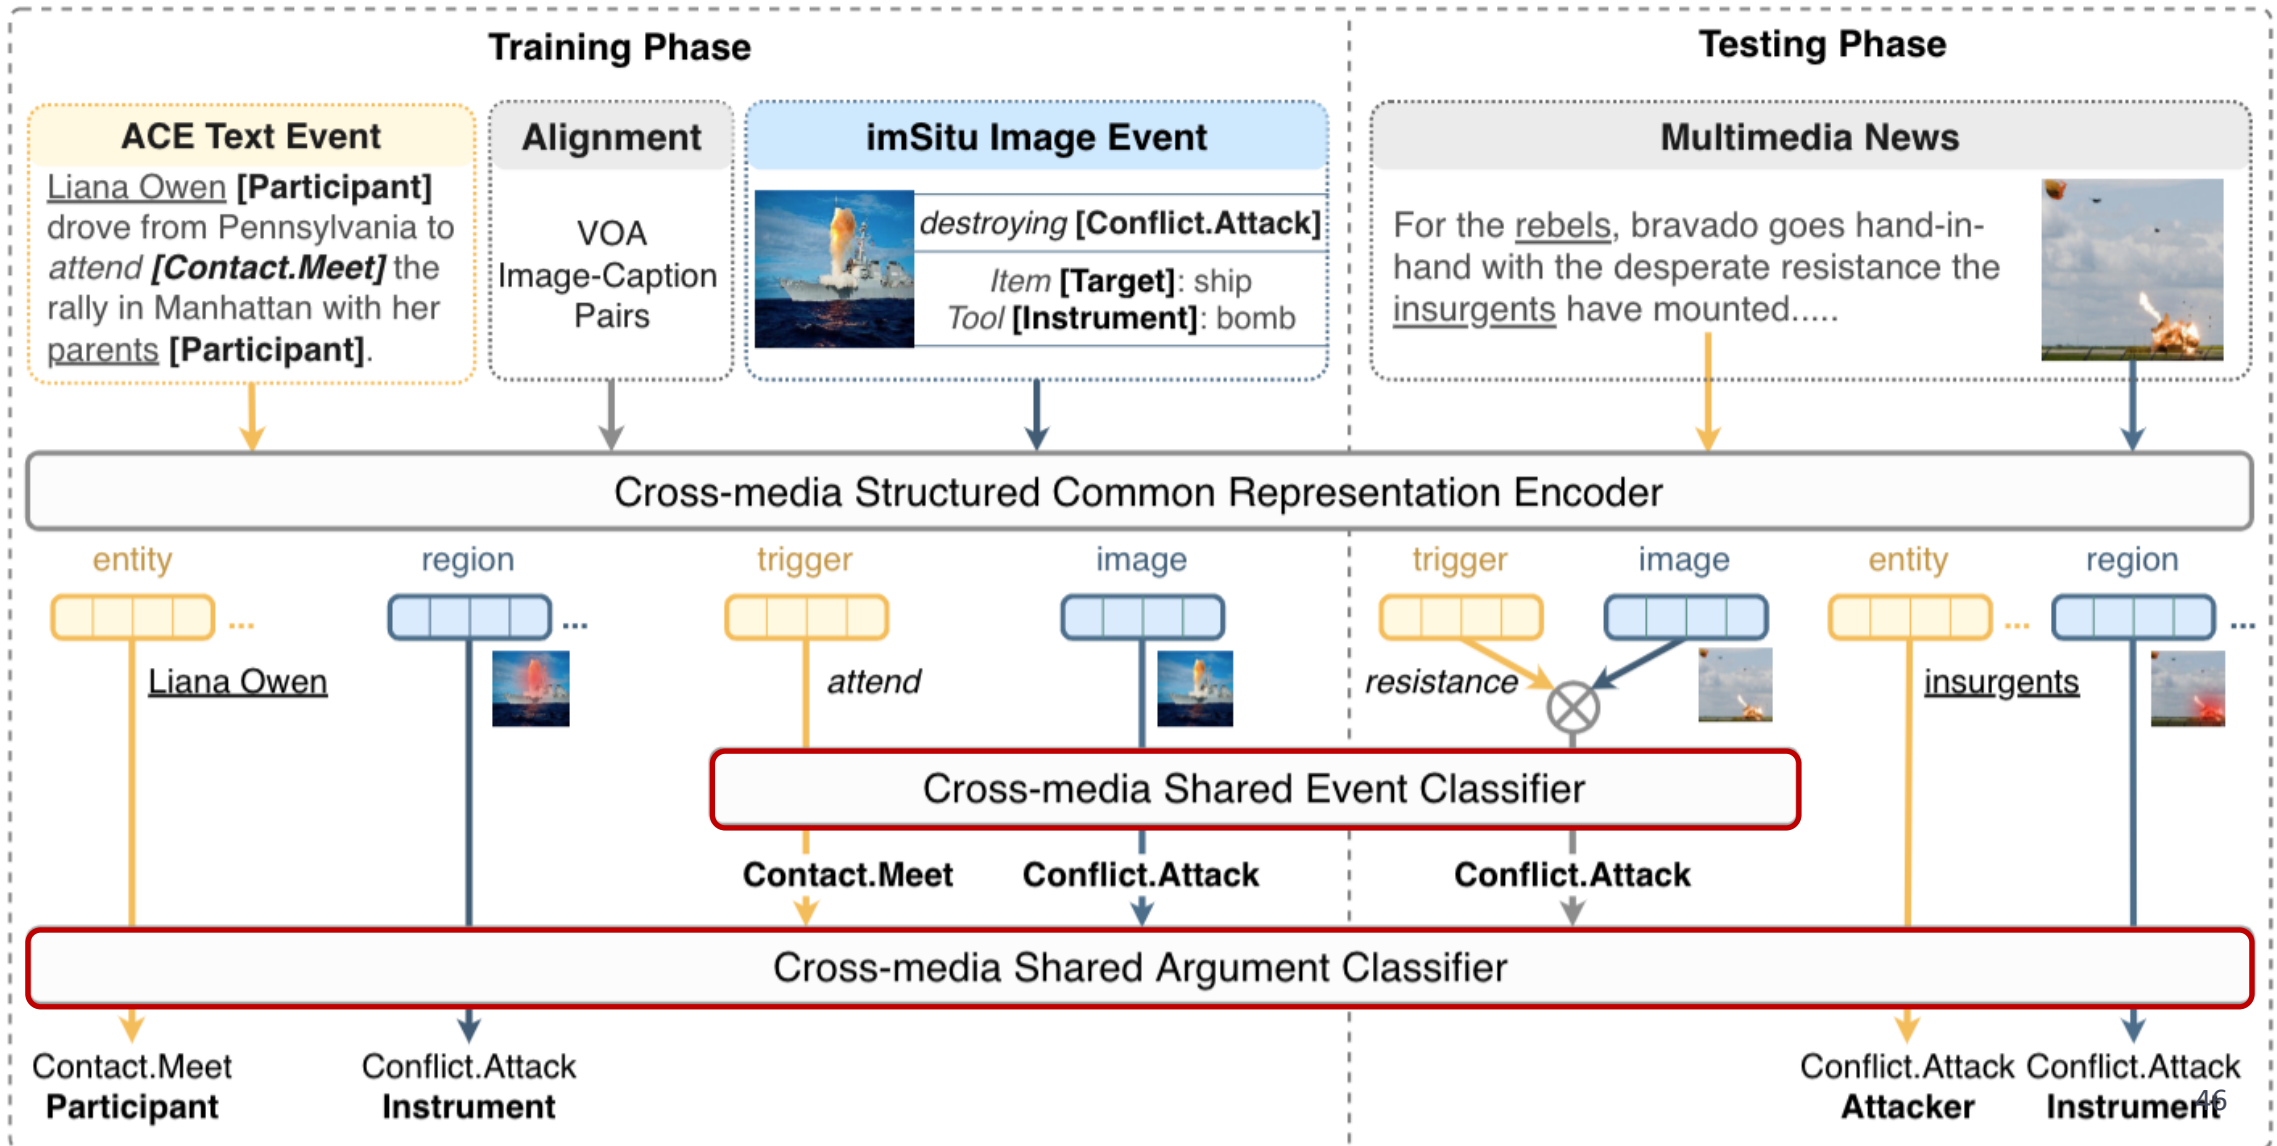 Training Phase
Testing Phase
ACE Text Event
Liana Owen [Participant]
drove from Pennsylvania to
attend [Contact.Meet] the
rally in Manhattan with her
parents [Participant].
Alignment
VOA
Image-Caption
Pairs
imSitu Image Event
destroying [Conflict.Attack]
Item [Target]: ship
Tool [Instrument]: bomb
Multimedia News
For the rebels, bravado goes hand-in-
hand with the desperate resistance the
insurgents have mounted.....
Cross-media Structured Common Representation Encoder
entity
region
trigger
image
trigger
image
entity
region
...
...
...
...
Liana Owen
attend
resistance
insurgents
Cross-media Shared Event Classifier
Contact.Meet
Conflict.Attack
Conflict.Attack
Cross-media Shared Argument Classifier
Contact.Meet
Participant
Conflict.Attack
Instrument
Conflict.Attack
Attacker
Conflict.Attack
Instrument
46